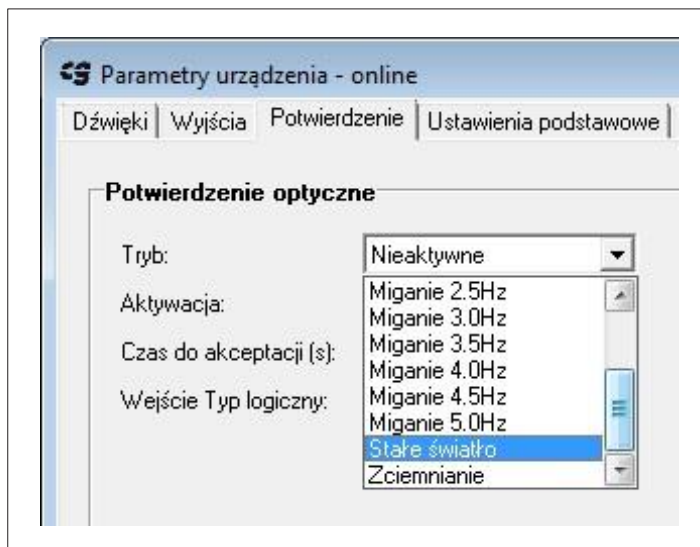 cg Parametry urządzenia - online
Dźwięki Wyjścia Potwierdzenie Ustawienia podstawowe
Potwierdzenie optyczne
Tryb: Nieaktywne
Miganie 2.5Hz
Aktywacja: Miganie 3.0Hz
Miganie 3.5Hz
Czas do akceptacji (s): Miganie 4.0Hz
Wejście Typ logiczny: Miganie 4.5Hz
Miganie 5.0Hz
Stałe światło
Zciemnianie